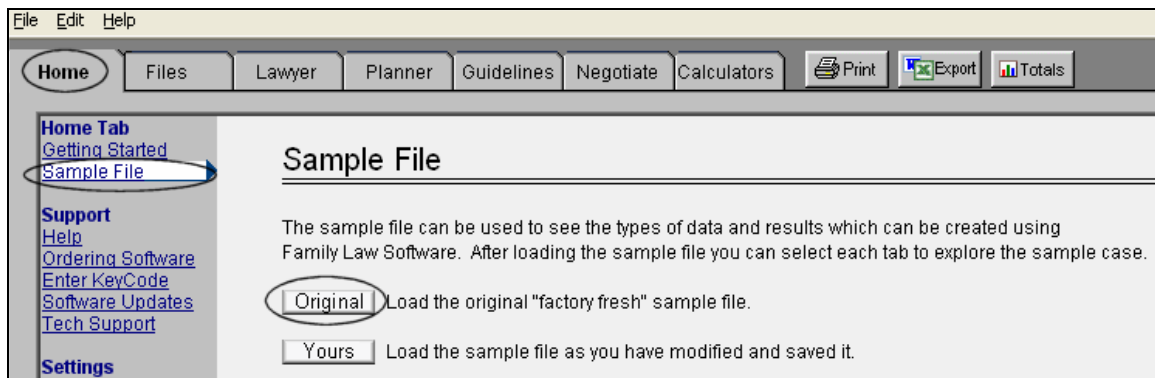 File Edit Help
Home Files Lawyer Planner Guidelines Negotiate Calculators Print Export Totals
Home Tab
Getting Started
Sample File
Support
Help
Ordering Software
Enter KeyCode
Software Updates
Tech Support
Settings
Sample File
The sample file can be used to see the types of data and results which can be created using
Family Law Software. After loading the sample file you can select each tab to explore the sample case.
Original Load the original "factory fresh" sample file.
Yours Load the sample file as you have modified and saved it.